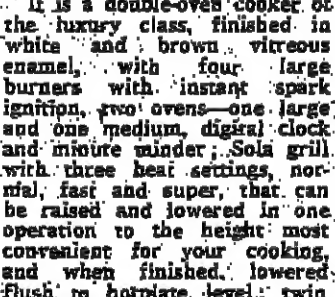 It is a double-oven cooker of
the luxury class, finished in
white and brown vitreous
enamel, with four large
burners with instant spark
ignition, two ovens—one large
and one medium, digital clock
and minute minder; Sola grill
with three heat settings, nor-
mal, fast and super, that can
be raised and lowered in one
operation to the height most
convenient for your cooking,
and when finished, lowered
flush to hotplate level; twin